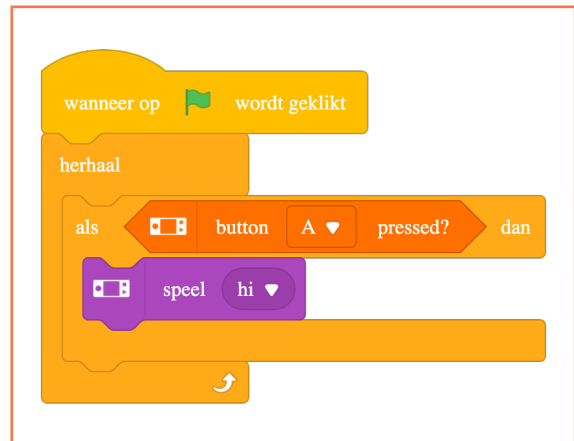 wanneer op wordt geklikt
herhaal
als button A pressed? dan
speel hi